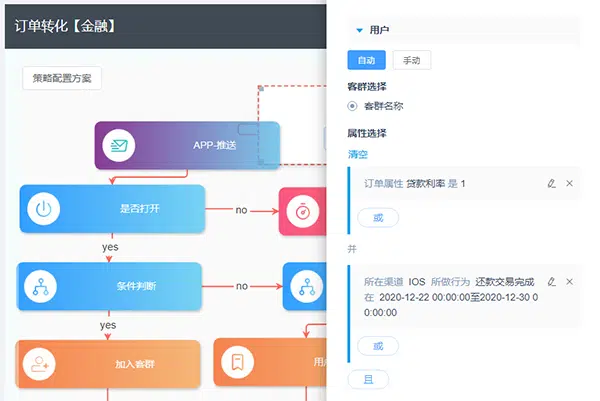 订单转化【金融】
策略配置方案
APP-推送
是否打开
no
yes
条件判断
no
yes
加入客群
用
用户
自动
手动
客群选择
客群名称
属性选择
清空
订单属性 贷款利率 是 1
或
并
所在渠道 IOS 所做行为 还款交易完成
在 2020-12-22 00:00:00至2020-12-30 0
0:00:00
或
且